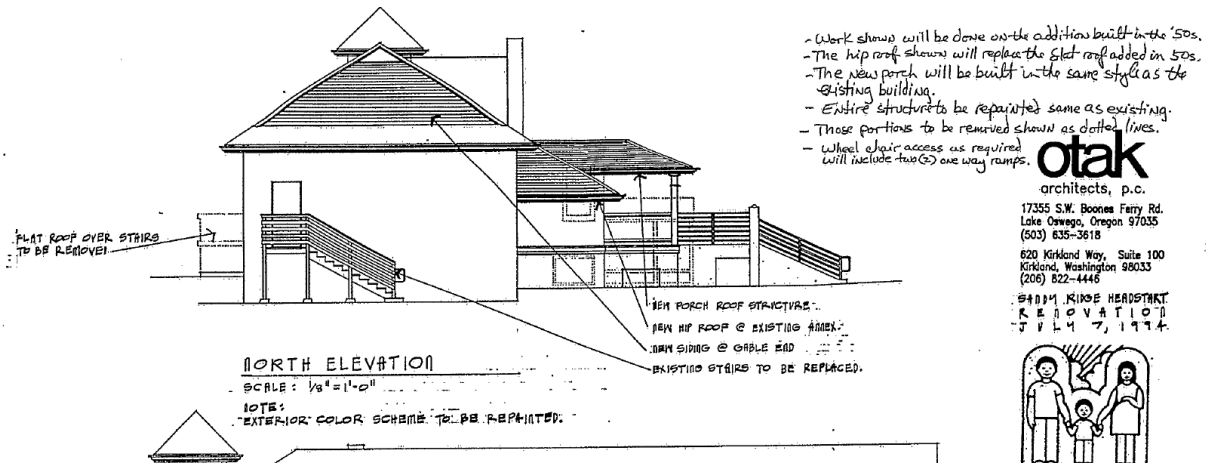 - Work shown will be done on the addition built in the '50s.
- The hip roof shown will replace the flat roof added in 50s.
- The new porch will be built in the same style as the
existing building.
- Entire structure to be repainted same as existing.
- Those portions to be removed shown as dotted lines.
- Wheel chair access as required
will include two (2) one way ramps.
otak
architects, p.c.
17355 S.W. Boones Ferry Rd.
Lake Oswego, Oregon 97035
(503) 635-3618
620 Kirkland Way, Suite 100
Kirkland, Washington 98033
(206) 822-4446
SANDY RIDGE HEADSTART
RENOVATION
JULY 7, 1994
FLAT ROOF OVER STAIRS
TO BE REMOVED.
NEW PORCH ROOF STRUCTURE.
NEW HIP ROOF @ EXISTING ANNEX.
NEW SIDING @ GABLE END
EXISTING STAIRS TO BE REPLACED.
NORTH ELEVATION
SCALE: 1/8" = 1'-0"
NOTE:
EXTERIOR COLOR SCHEME TO BE REPAINTED.